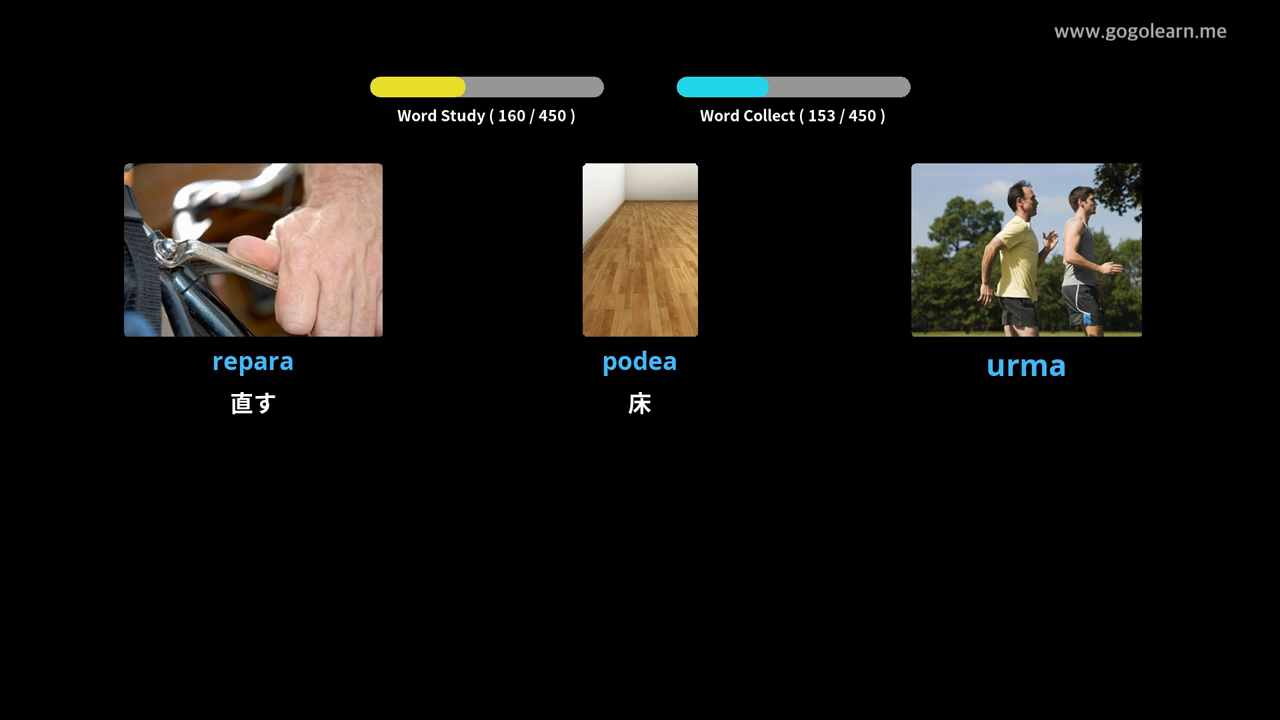 www.gogolearn.me
Word Study ( 160 / 450 )
Word Collect ( 153 / 450 )
repara
podea
urma
直す
床